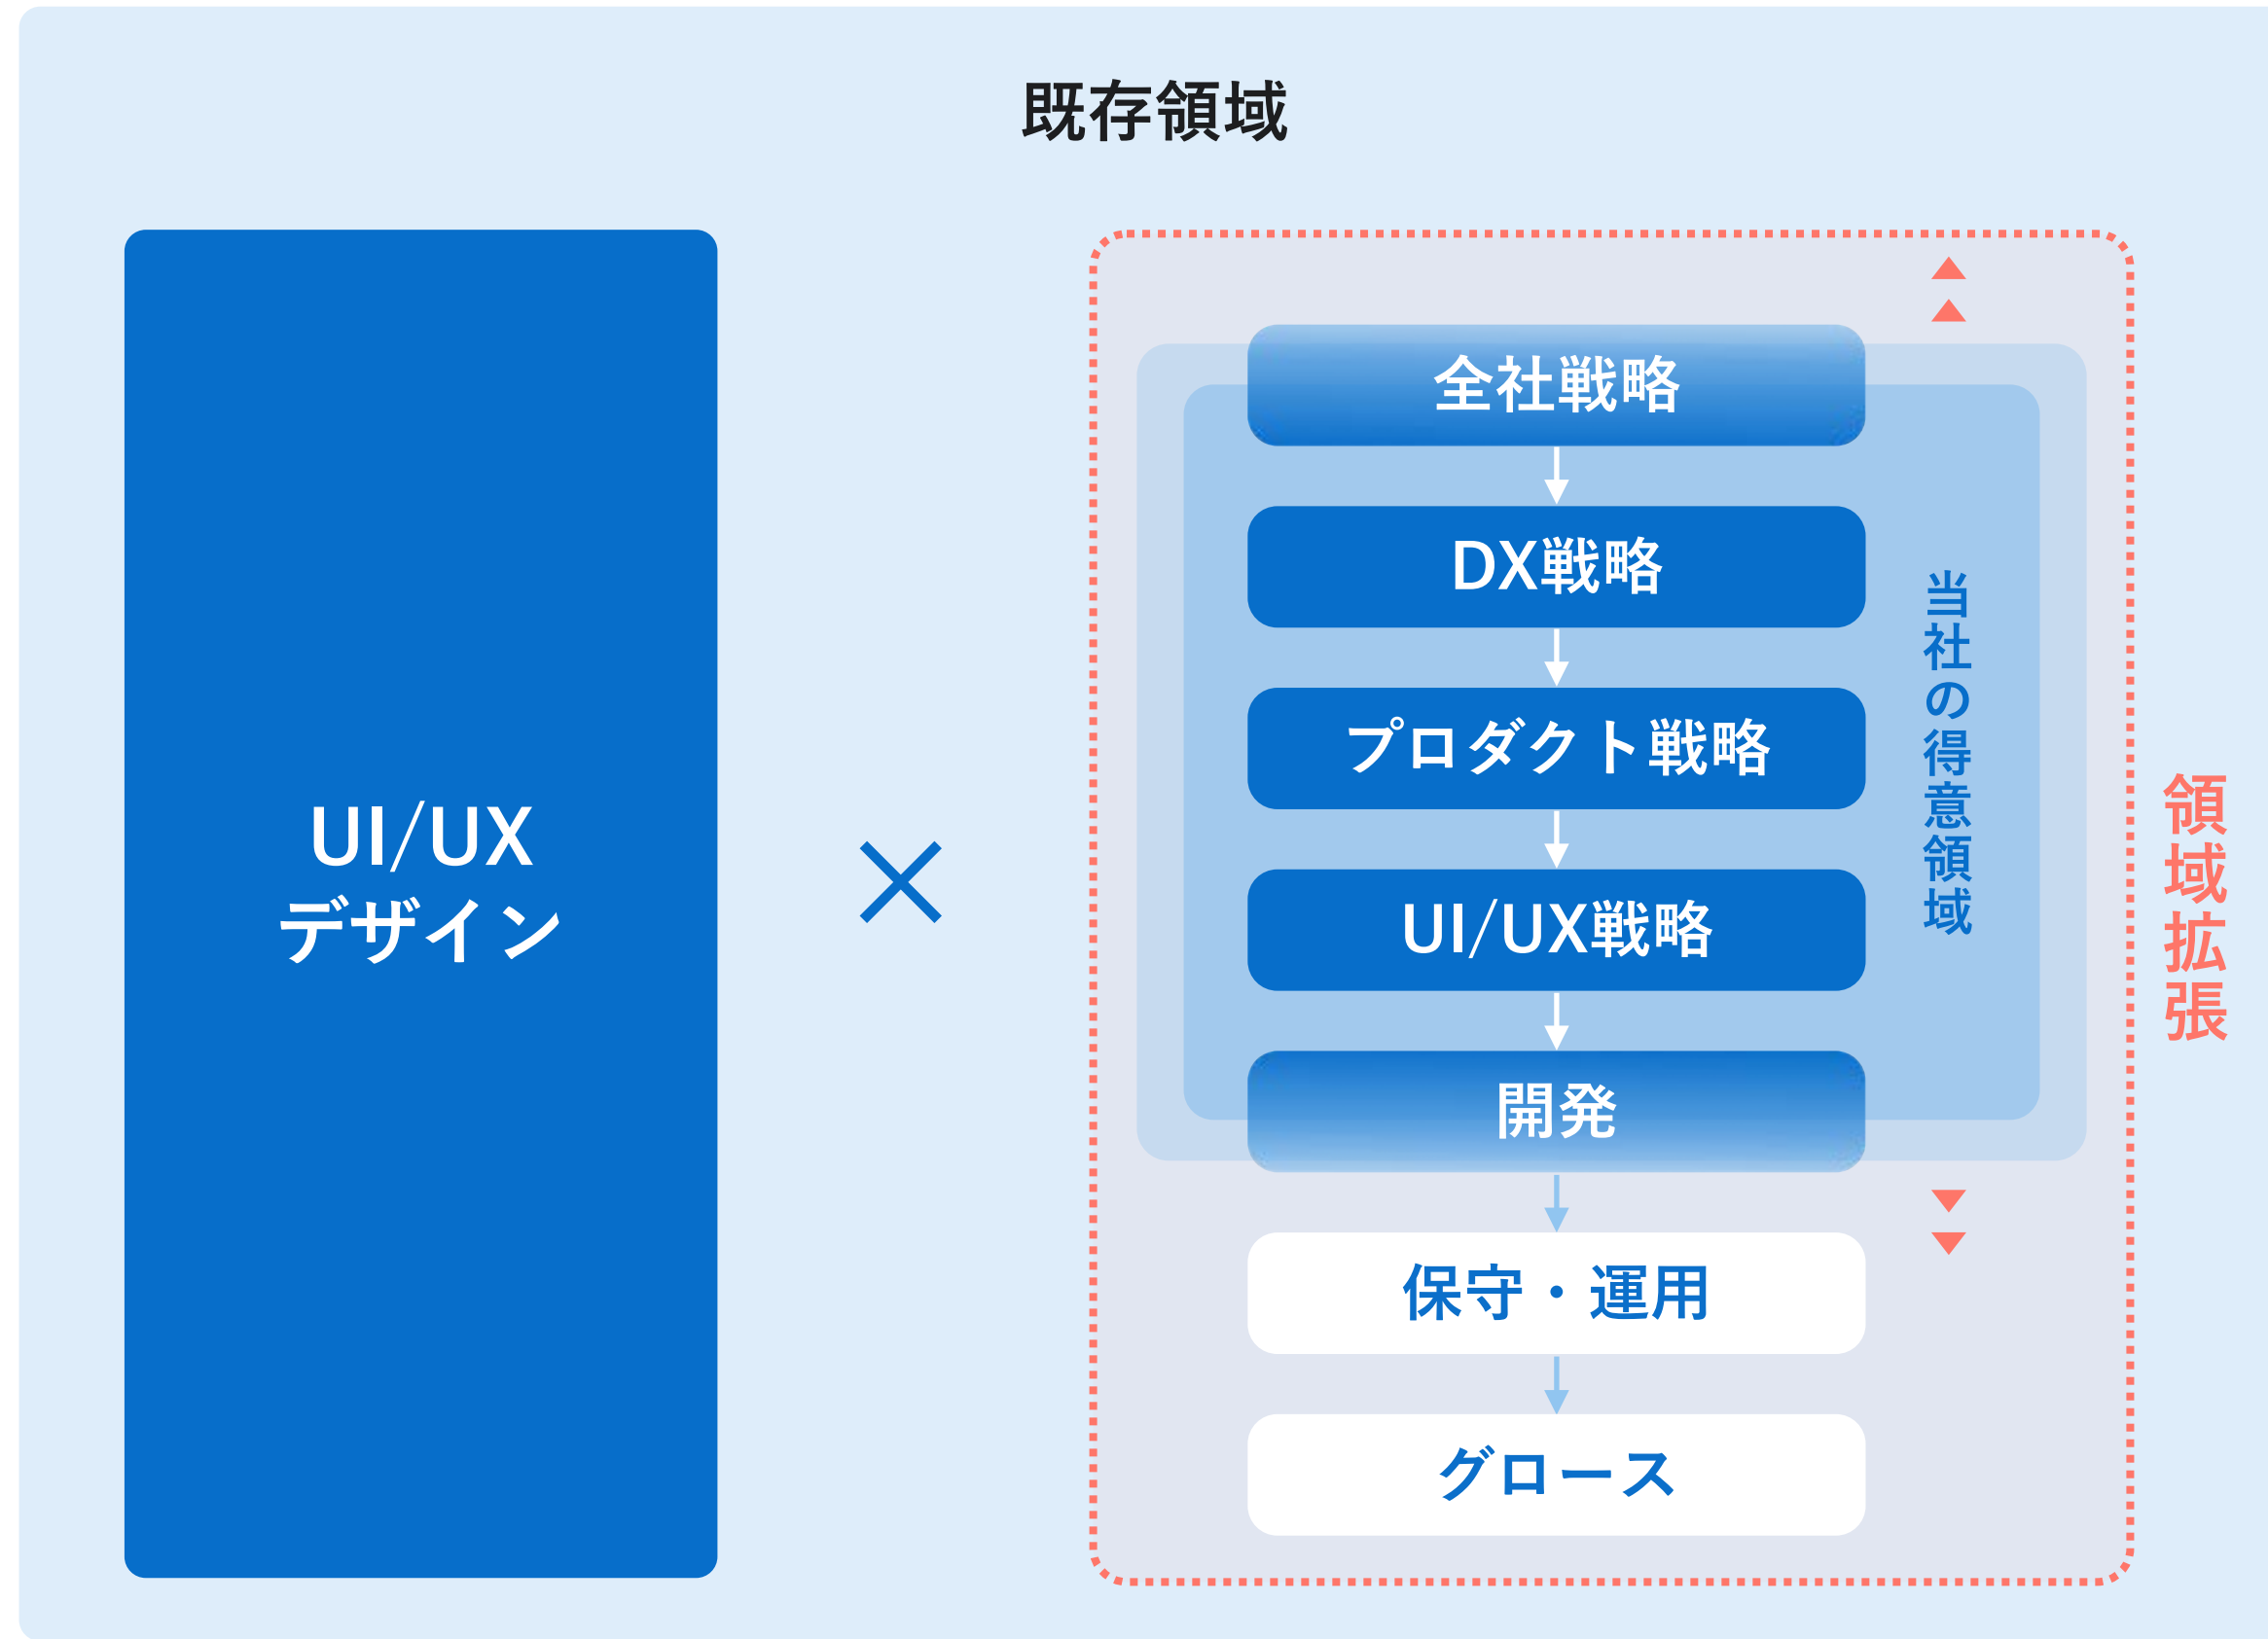 既存領域
UI/UX
デザイン
×
全社戦略
DX戦略
プロダクト戦略
UI/UX戦略
開発
保守・運用
グロース
当社の得意領域
領域拡張